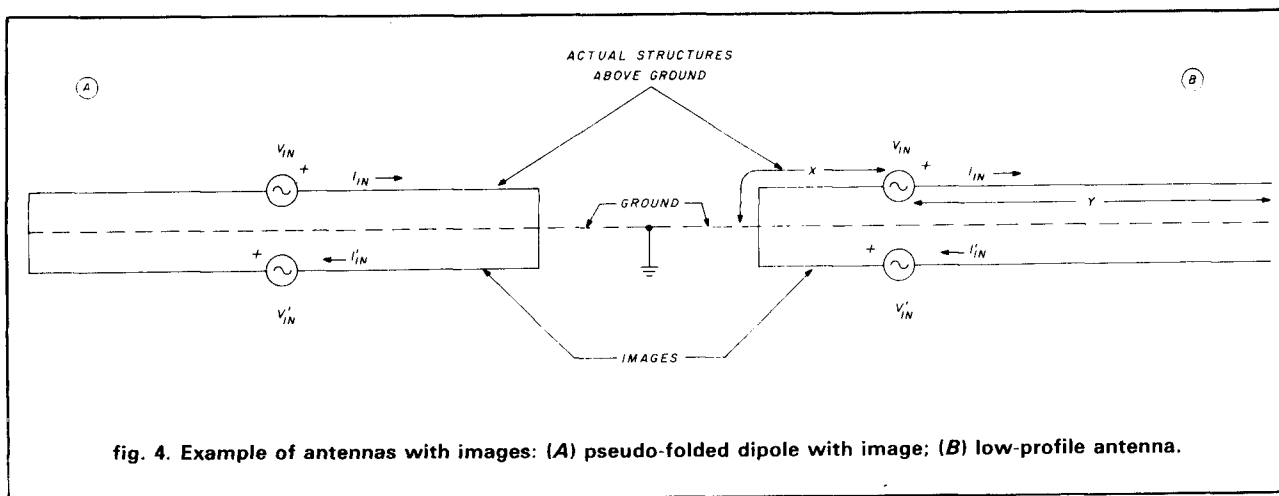 ACTUAL STRUCTURES
ABOVE GROUND
A
B
V_IN
+
I_IN
GROUND
+
I'_IN
V'_IN
X
V_IN
+
I_IN
Y
+
I'_IN
V'_IN
IMAGES
fig. 4. Example of antennas with images: (A) pseudo-folded dipole with image; (B) low-profile antenna.